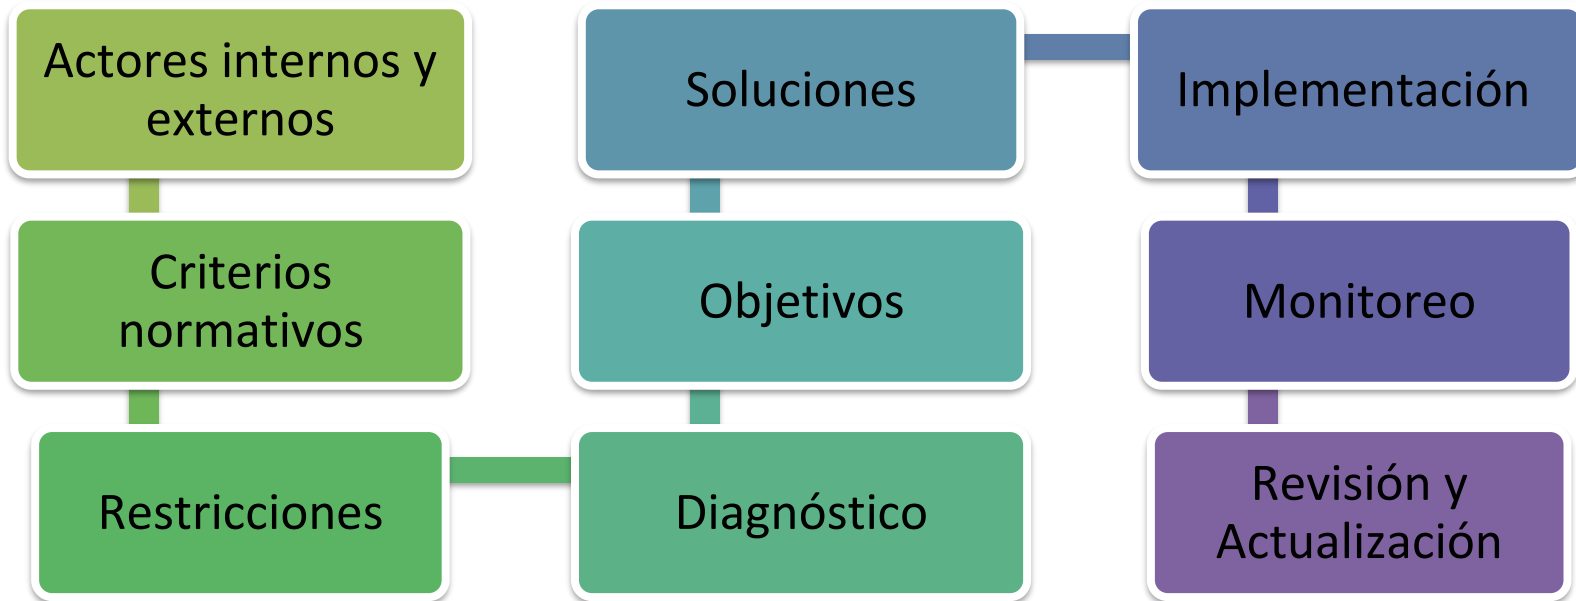 Actores internos y
externos
Criterios
normativos
Restricciones
Diagnóstico
Objetivos
Soluciones
Implementación
Monitoreo
Revisión y
Actualización